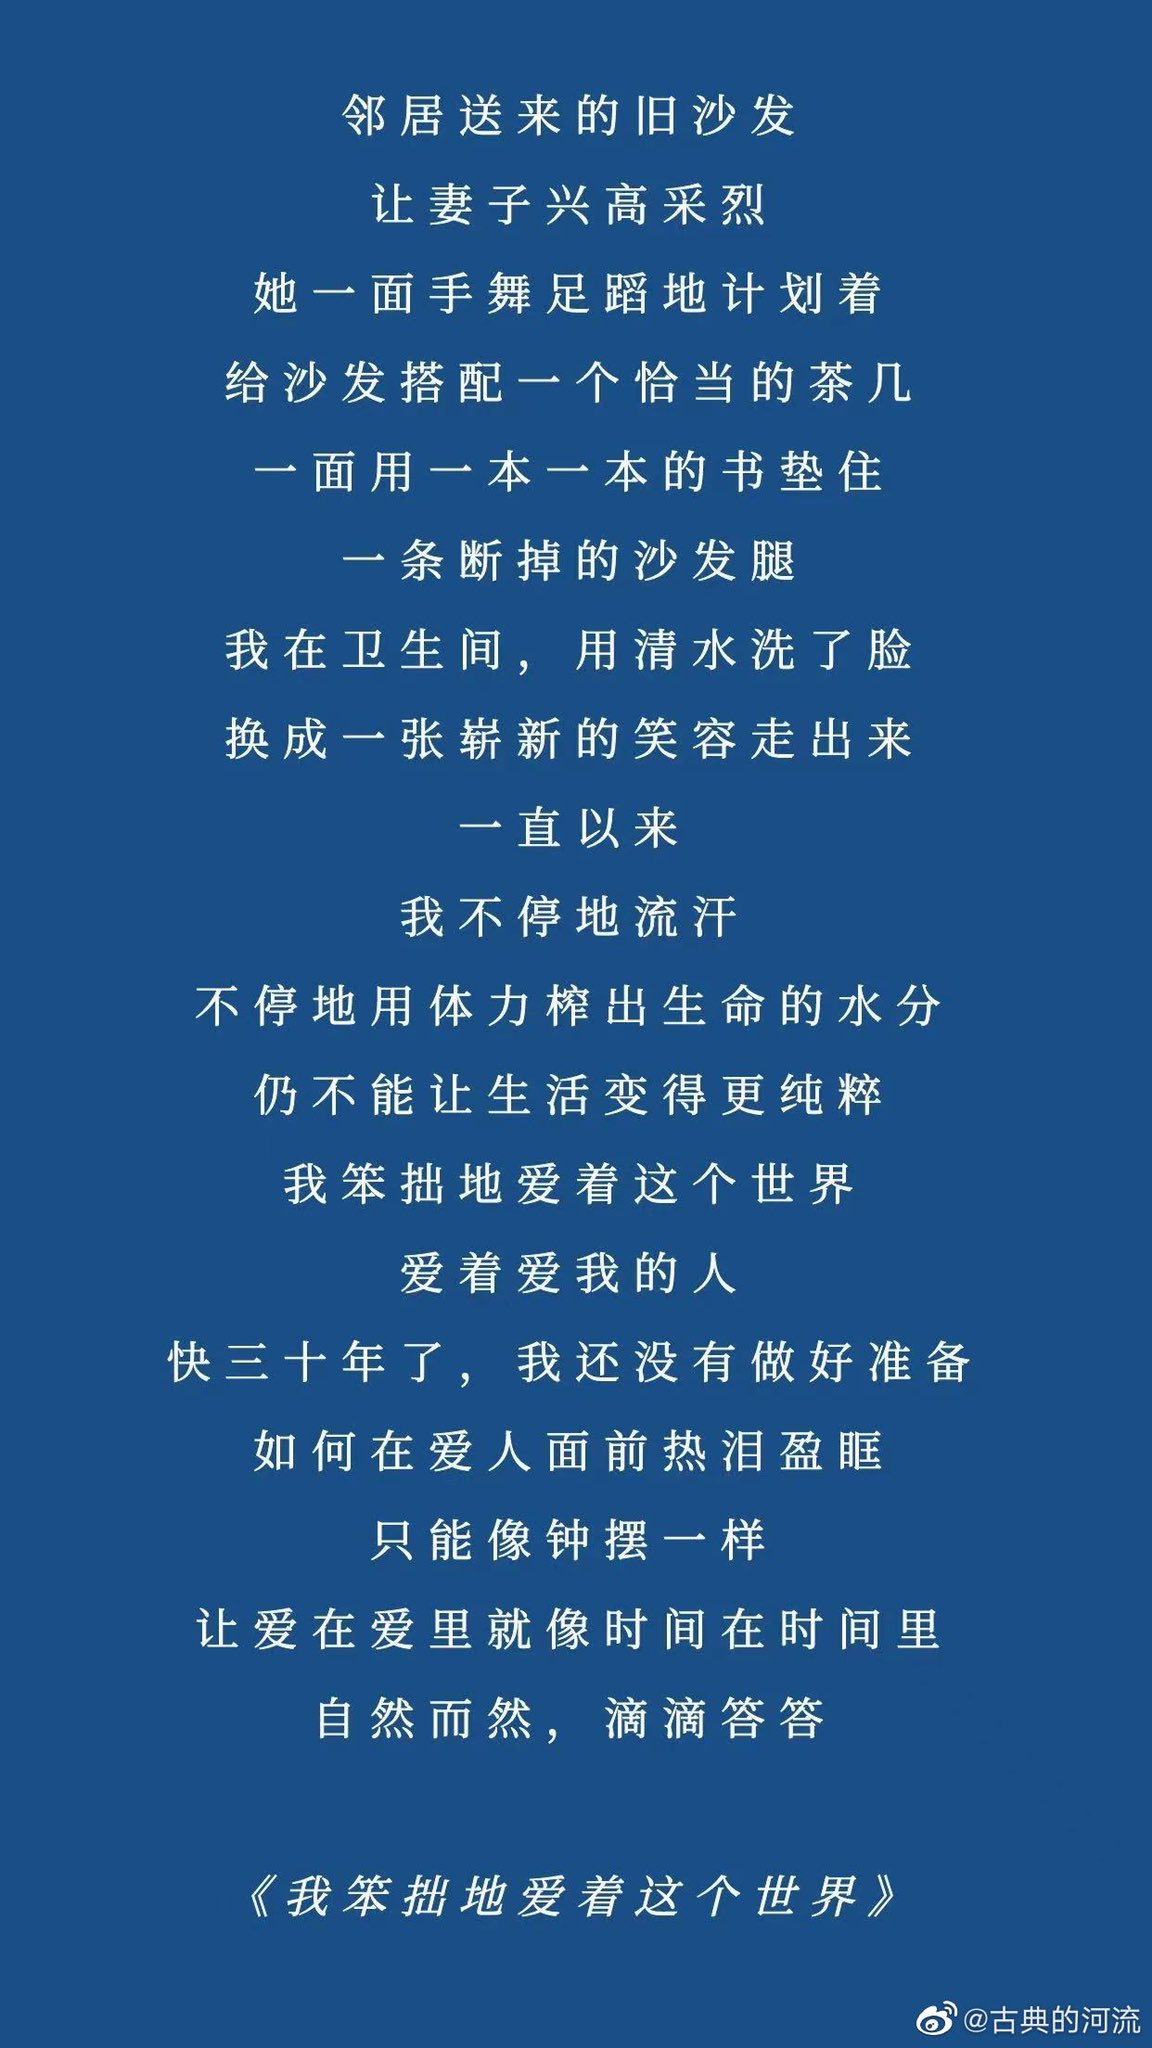 邻居送来的旧沙发
让妻子兴高采烈
她一面手舞足蹈地计划着
给沙发搭配一个恰当的茶几
一面用一本一本的书垫住
一条断掉的沙发腿
我在卫生间，用清水洗了脸
换成一张崭新的笑容走出来
一直以来
我不停地流汗
不停地用体力榨出生命的水分
仍不能让生活变得更纯粹
我笨拙地爱着这个世界
爱着爱我的人
快三十年了，我还没有做好准备
如何在爱人面前热泪盈眶
只能像钟摆一样
让爱在爱里就像时间在时间里
自然而然，滴滴答答
《我笨拙地爱着这个世界》
@古典的河流